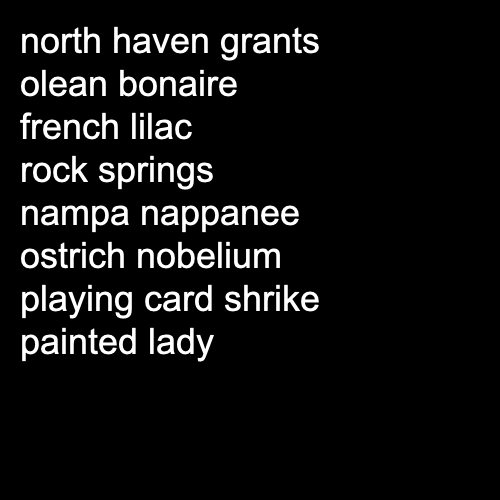 north haven grants
olean bonaire
french lilac
rock springs
nampa nappanee
ostrich nobelium
playing card shrike
painted lady